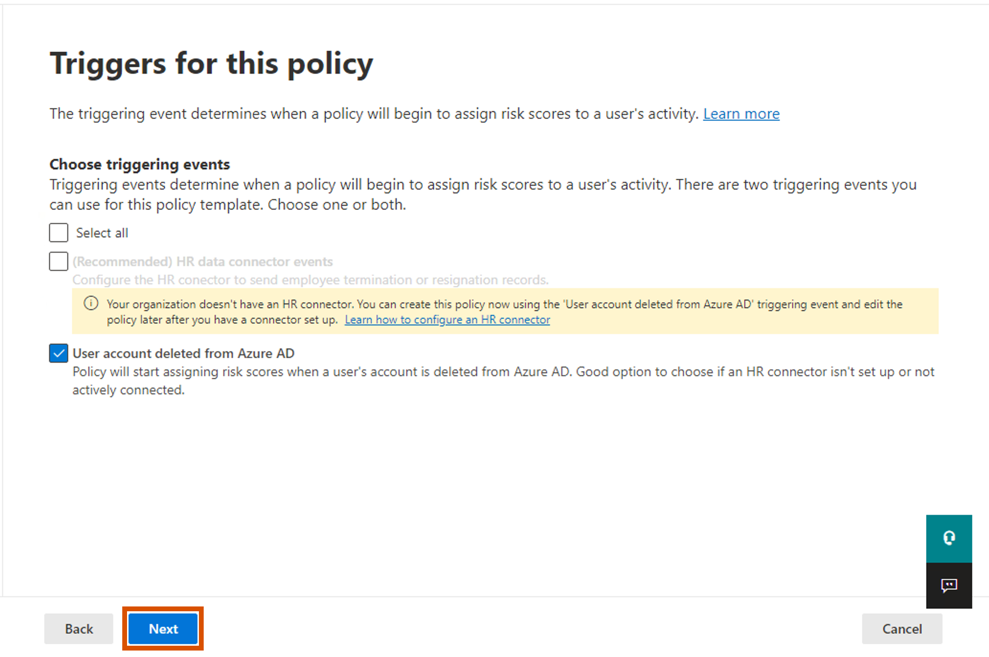 Triggers for this policy
The triggering event determines when a policy will begin to assign risk scores to a user's activity. Learn more
Choose triggering events
Triggering events determine when a policy will begin to assign risk scores to a user's activity. There are two triggering events you
can use for this policy template. Choose one or both.
Select all
(Recommended) HR data connector events
Configure the HR conector to send employee termination or resignation records.
Your organization doesn't have an HR connector. You can create this policy now using the 'User account deleted from Azure AD' triggering event and edit the
policy later after you have a connector set up. Learn how to configure an HR connector
User account deleted from Azure AD
Policy will start assigning risk scores when a user's account is deleted from Azure AD. Good option to choose if an HR connector isn't set up or not
actively connected.
Back Next Cancel